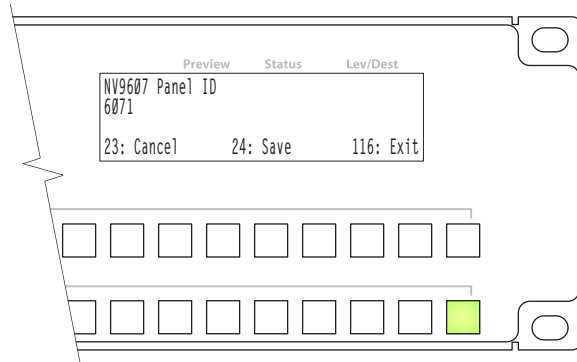 Preview Status Lev/Dest
NV9607 Panel ID
6071
23: Cancel 24: Save 116: Exit